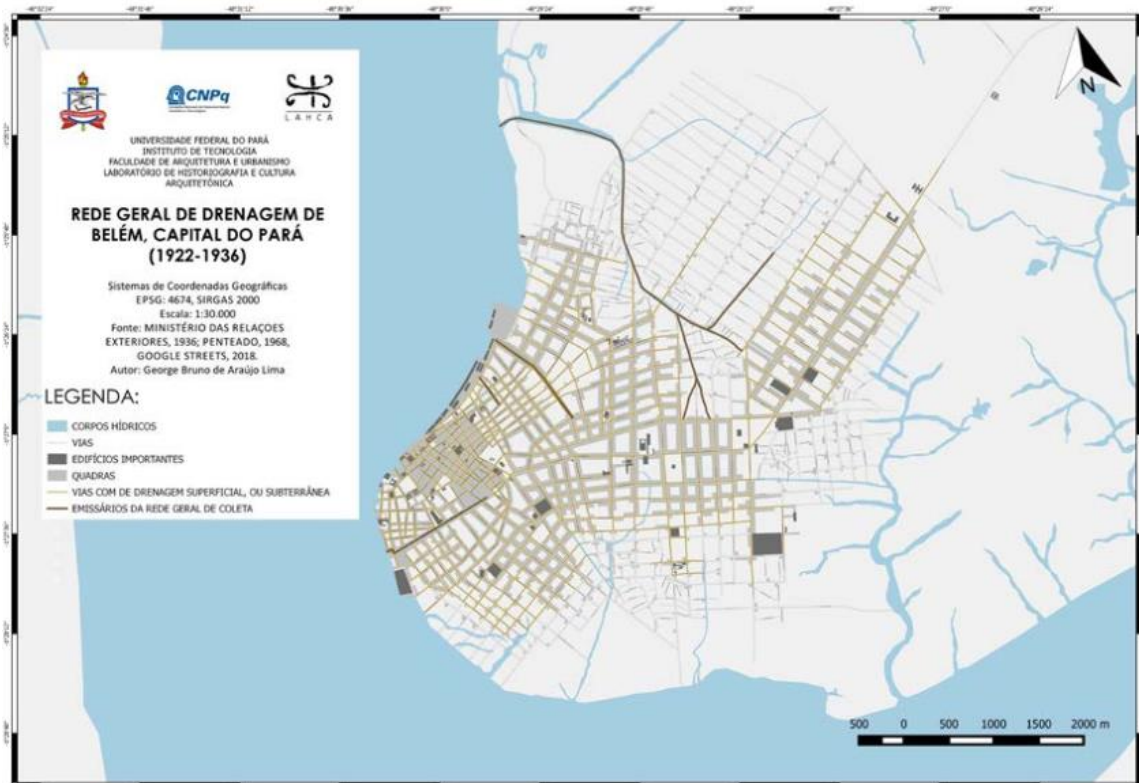 CNPq
LAHCA
UNIVERSIDADE FEDERAL DO PARÁ
INSTITUTO DE TECNOLOGIA
FACULDADE DE ARQUITETURA E URBANISMO
LABORATÓRIO DE HISTORIOGRAFIA E CULTURA
ARQUITETÔNICA
REDE GERAL DE DRENAGEM DE
BELÉM, CAPITAL DO PARÁ
(1922-1936)
Sistemas de Coordenadas Geográficas
EPSG: 4674, SIRGAS 2000
Escala: 1:30.000
Fonte: MINISTÉRIO DAS RELAÇOES
EXTERIORES, 1936; PENTEADO, 1968,
GOOGLE STREETS, 2018.
Autor: George Bruno de Araújo Lima
LEGENDA:
CORPOS HÍDRICOS
VIAS
EDIFÍCIOS IMPORTANTES
QUADRAS
VIAS COM DE DRENAGEM SUPERFICIAL, OU SUBTERRÂNEA
EMISSÁRIOS DA REDE GERAL DE COLETA
N
500 0 500 1000 1500 2000 m